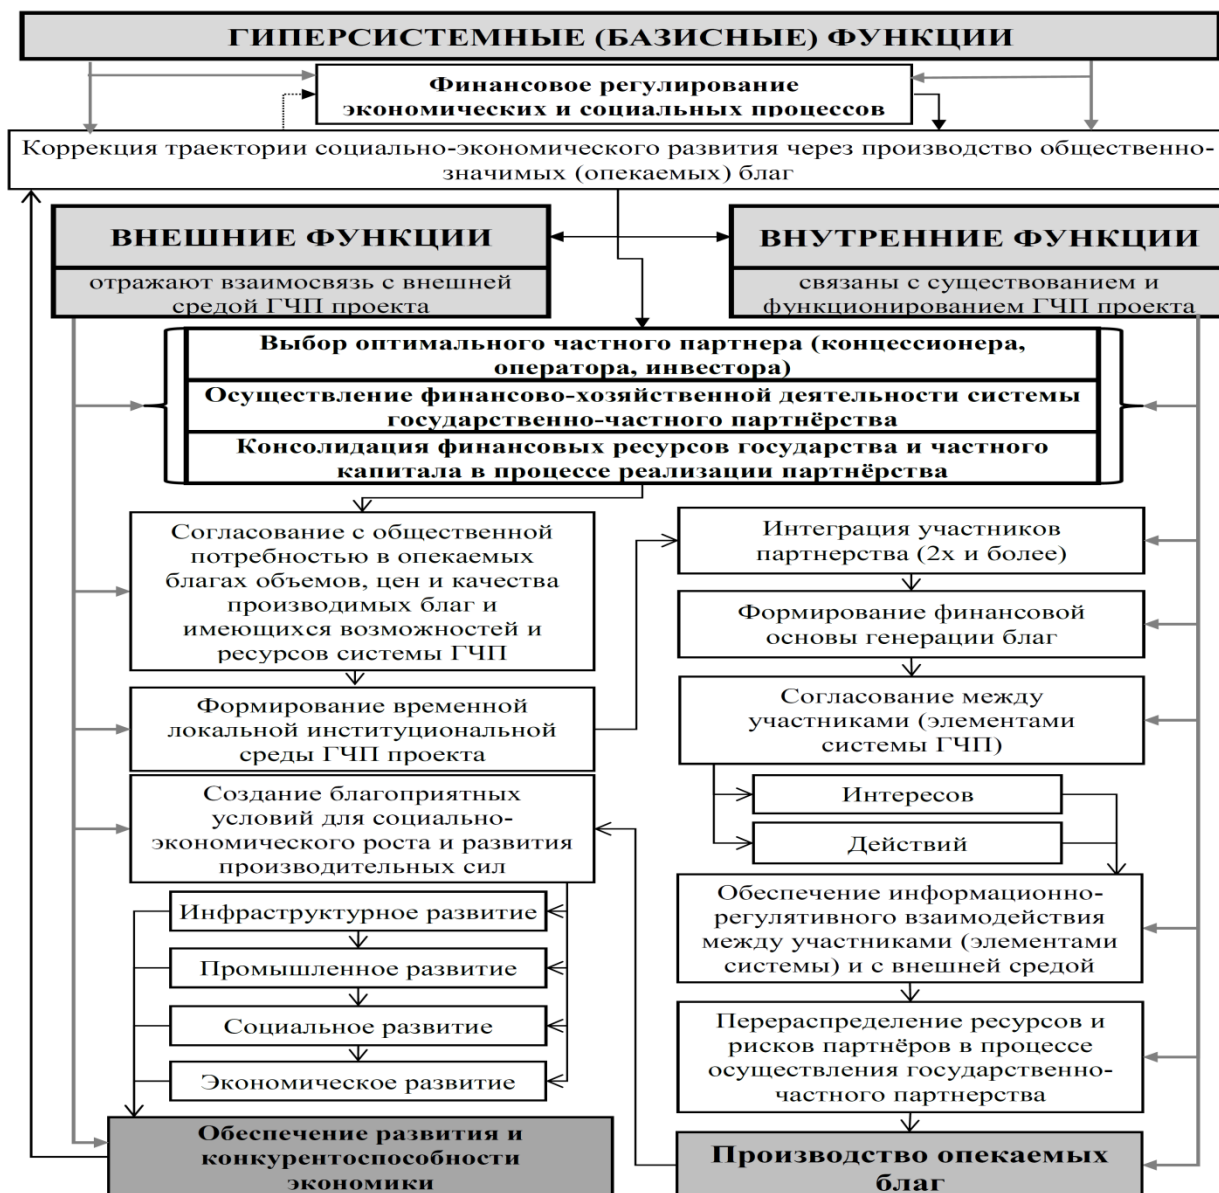 ГИПЕРСИСТЕМНЫЕ (БАЗИСНЫЕ) ФУНКЦИИ
Финансовое регулирование
экономических и социальных процессов
Коррекция траектории социально-экономического развития через производство общественно-
значимых (опекаемых) благ
ВНЕШНИЕ ФУНКЦИИ
отражают взаимосвязь с внешней
средой ГЧП проекта
ВНУТРЕННИЕ ФУНКЦИИ
связаны с существованием и
функционированием ГЧП проекта
Выбор оптимального частного партнера (концессионера,
оператора, инвестора)
Осуществление финансово-хозяйственной деятельности системы
государственно-частного партнёрства
Консолидация финансовых ресурсов государства и частного
капитала в процессе реализации партнёрства
Согласование с общественной
потребностью в опекаемых
благах объемов, цен и качества
производимых благ и
имеющихся возможностей и
ресурсов системы ГЧП
Формирование временной
локальной институциональной
среды ГЧП проекта
Создание благоприятных
условий для социально-
экономического роста и развития
производительных сил
Инфраструктурное развитие
Промышленное развитие
Социальное развитие
Экономическое развитие
Обеспечение развития и
конкурентоспособности
экономики
Интеграция участников
партнерства (2х и более)
Формирование финансовой
основы генерации благ
Согласование между
участниками (элементами
системы ГЧП)
Интересов
Действий
Обеспечение информационно-
регулятивного взаимодействия
между участниками (элементами
системы) и с внешней средой
Перераспределение ресурсов и
рисков партнёров в процессе
осуществления государственно-
частного партнерства
Производство опекаемых
благ